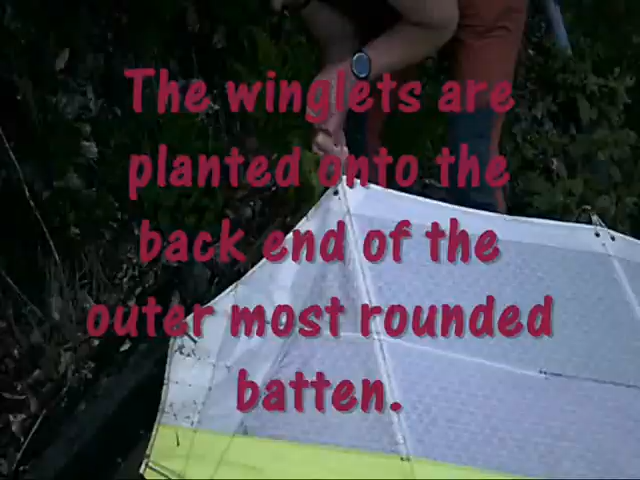 The winglets are
planted onto the
back end of the
outer most rounded
batten.